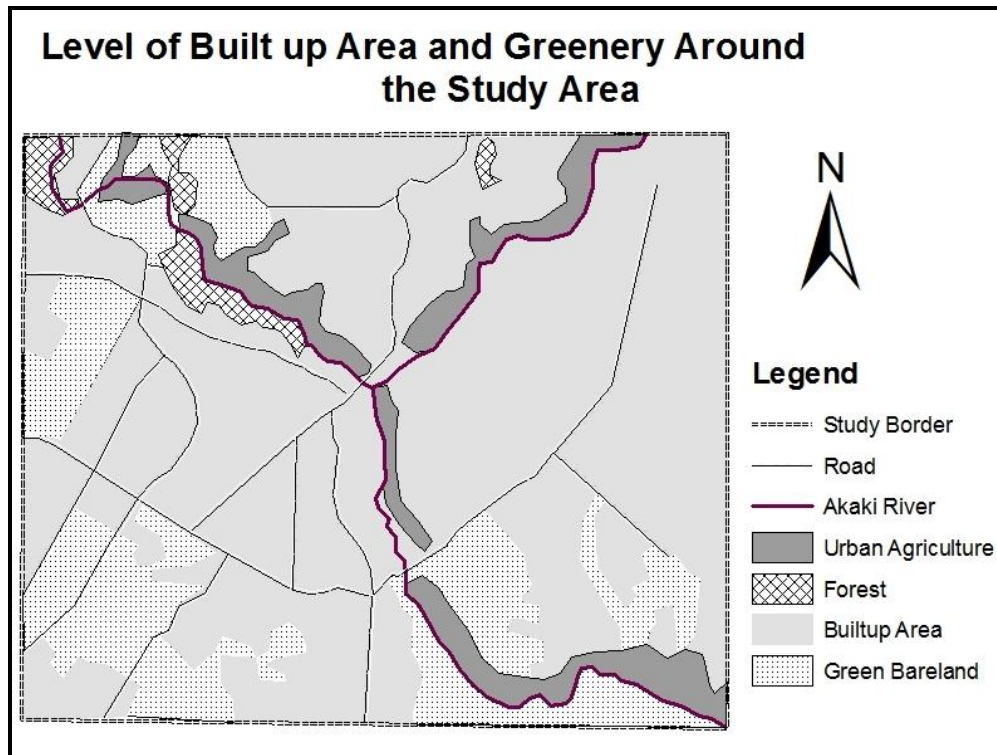 Level of Built up Area and Greenery Around
the Study Area
N
Legend
Study Border
Road
Akaki River
Urban Agriculture
Forest
Builtup Area
Green Bareland